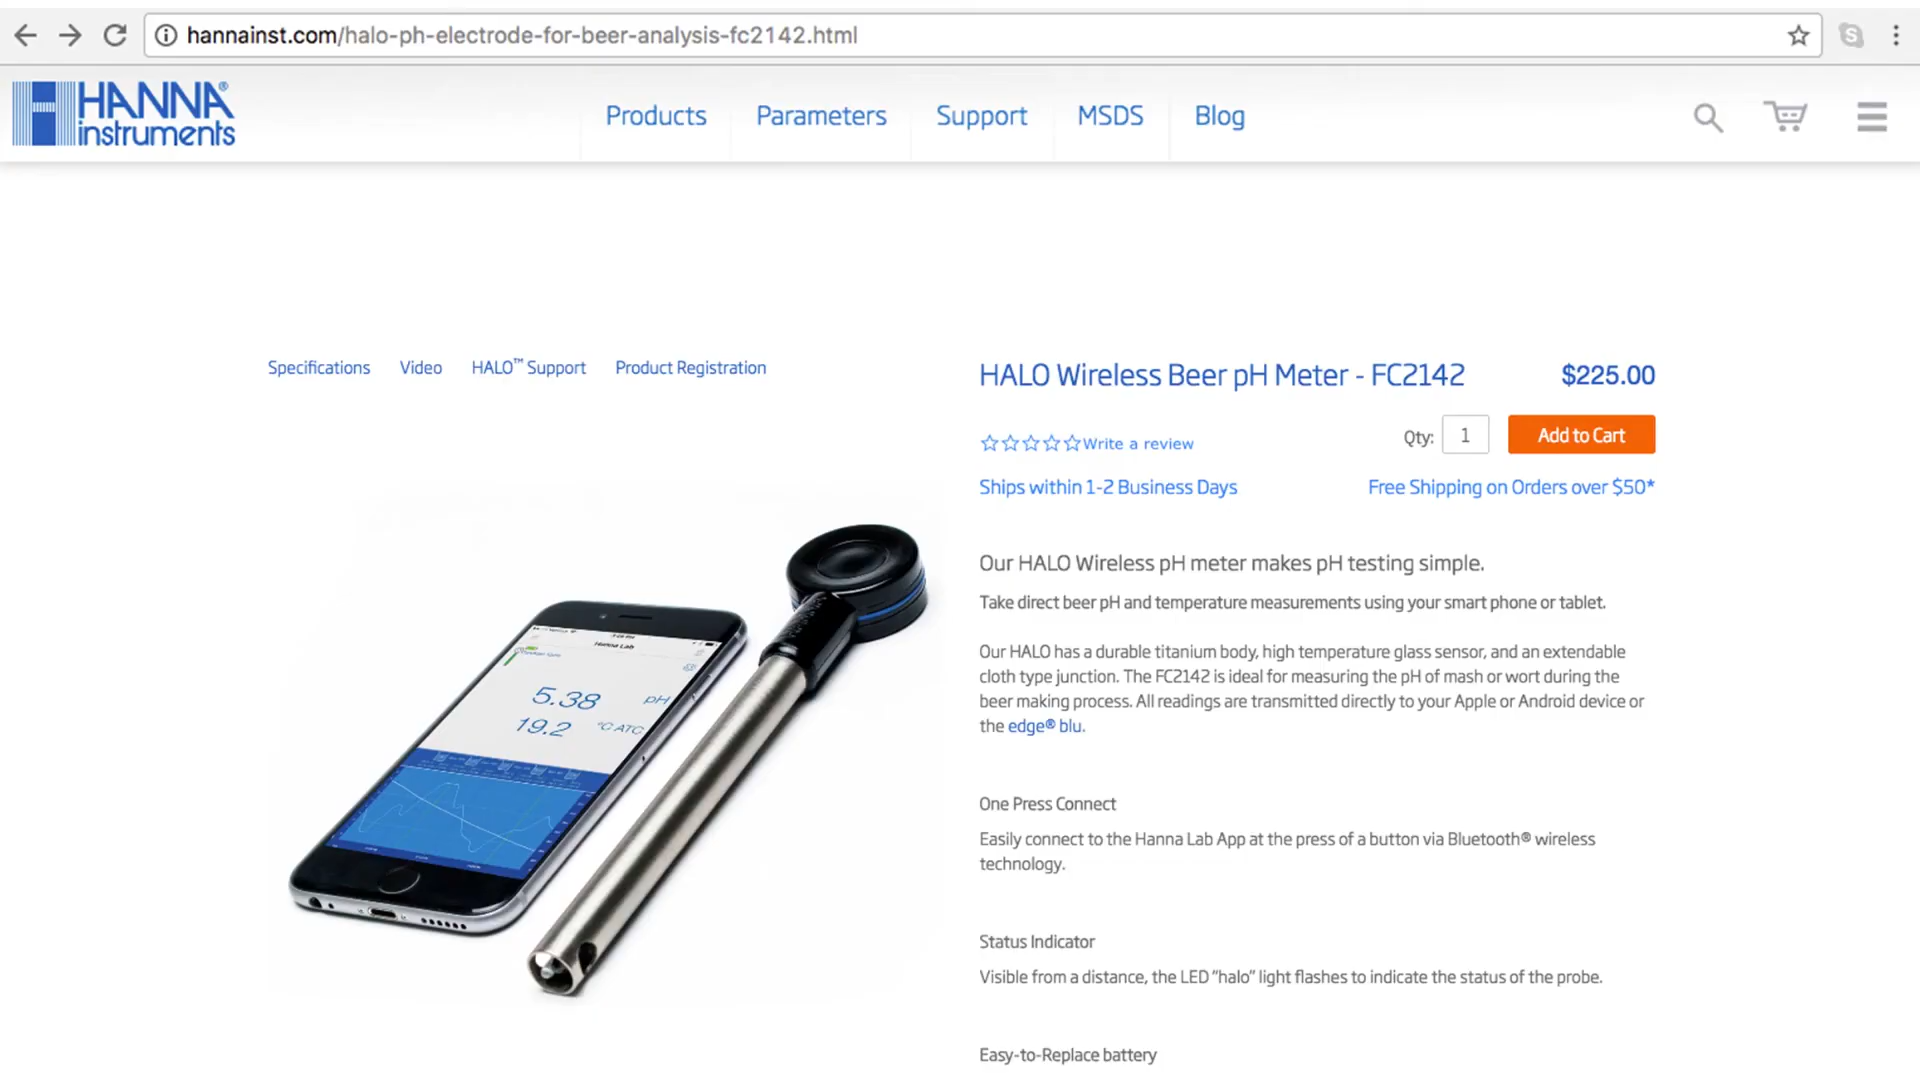 hannainst.com/halo-ph-electrode-for-beer-analysis-fc2142.html
HANNA®
instruments
Products
Parameters
Support
MSDS
Blog
Specifications
Video
HALO™ Support
Product Registration
HALO Wireless Beer pH Meter - FC2142
$225.00
Write a review
Qty: 1
Add to Cart
Ships within 1-2 Business Days
Free Shipping on Orders over $50*
Our HALO Wireless pH meter makes pH testing simple.
Take direct beer pH and temperature measurements using your smart phone or tablet.
Our HALO has a durable titanium body, high temperature glass sensor, and an extendable
cloth type junction. The FC2142 is ideal for measuring the pH of mash or wort during the
beer making process. All readings are transmitted directly to your Apple or Android device or
the edge® blu.
One Press Connect
Easily connect to the Hanna Lab App at the press of a button via Bluetooth® wireless
technology.
Status Indicator
Visible from a distance, the LED "halo" light flashes to indicate the status of the probe.
Easy-to-Replace battery
Hanna Lab
5.38 pH
19.2 °C ATC